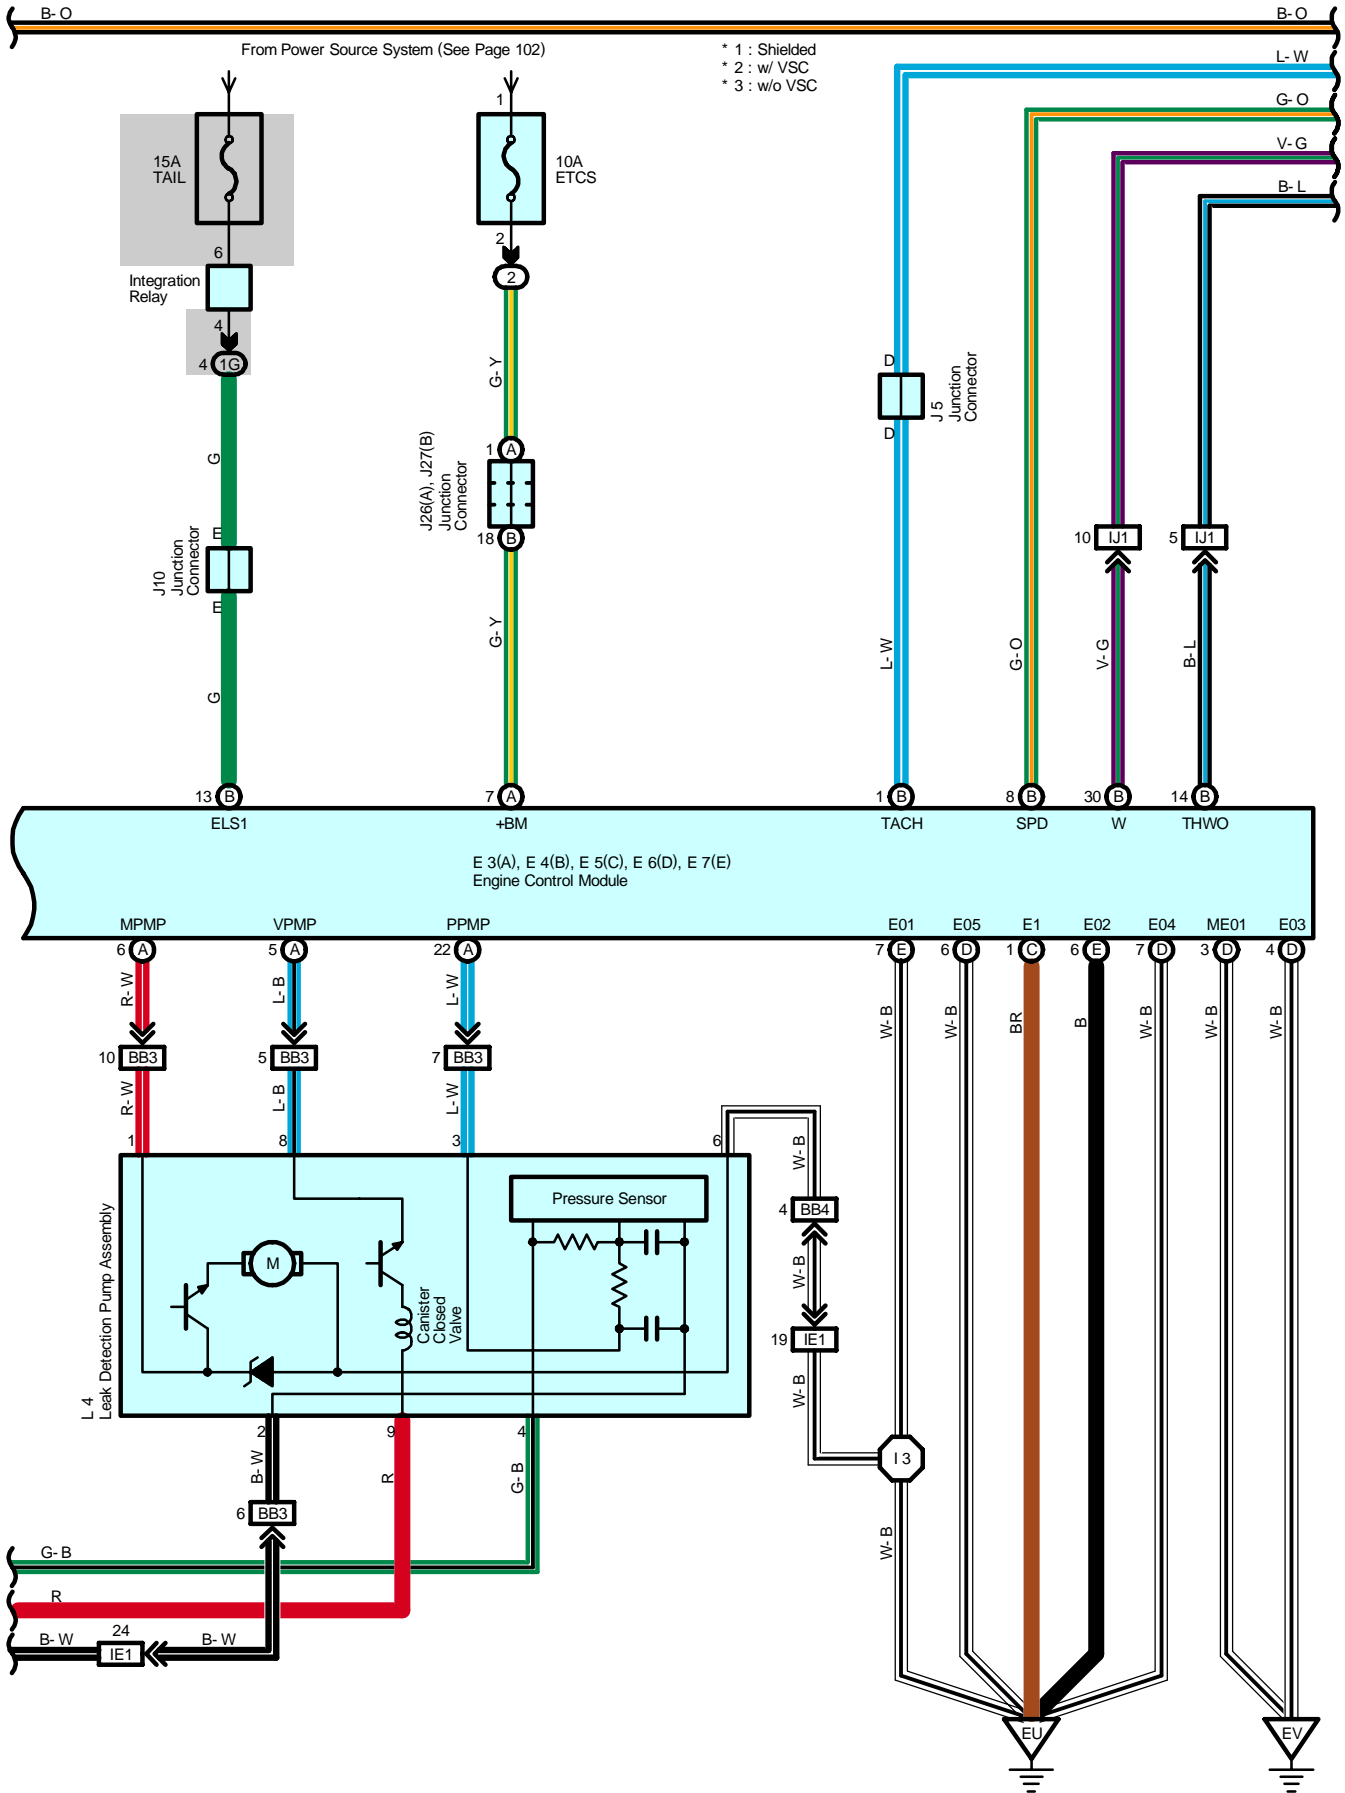 B- O
B- O
From Power Source System (See Page 102)
* 1 : Shielded
* 2 : w/ VSC
* 3 : w/o VSC
L- W
G- O
V- G
B- L
1
15A
TAIL
10A
ETCS
6
2
Integration
Relay
2
4
4
1G
G- Y
D
J 5
Junction
Connector
D
G
1
A
J26(A), J27(B)
Junction
Connector
18
B
E
J10
Junction
Connector
E
10
IJ1
5
IJ1
G
G- Y
L- W
G- O
V- G
B- L
13
B
7
A
1
B
8
B
30
B
14
B
ELS1
+BM
TACH
SPD
W
THWO
E 3(A), E 4(B), E 5(C), E 6(D), E 7(E)
Engine Control Module
MPMP
VPMP
PPMP
E01
E05
E1
E02
E04
ME01
E03
6
A
5
A
22
A
7
E
6
D
1
C
6
E
7
D
3
D
4
D
R- W
L- B
L- W
W- B
W- B
BR
B
W- B
W- B
W- B
10
BB3
5
BB3
7
BB3
R- W
L- B
L- W
1
8
3
6
W- B
Pressure Sensor
4
BB4
M
W- B
Canister
Closed
Valve
19
IE1
L 4
Leak Detection Pump Assembly
W- B
2
9
4
B- W
R
G- B
I 3
6
BB3
W- B
G- B
R
24
B- W
IE1
B- W
EU
EV